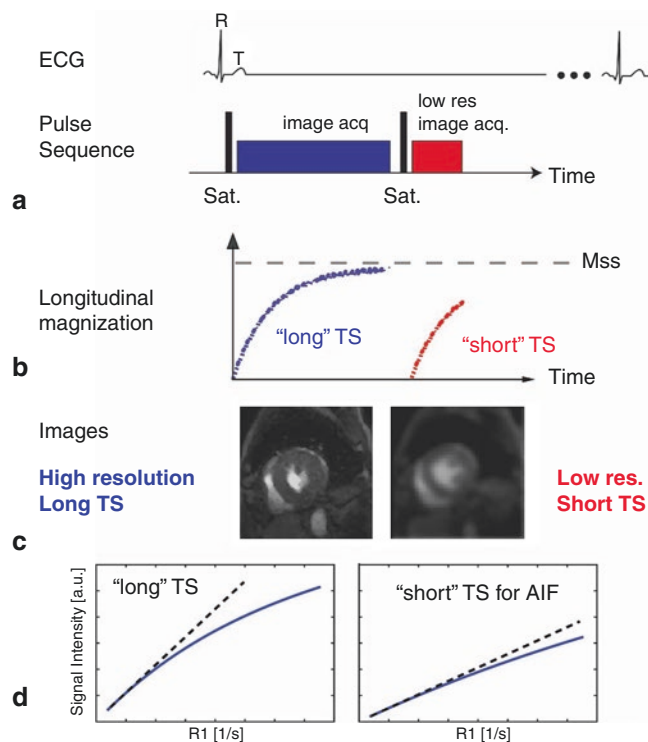 R
T
ECG
low res
image acq
image acq.
Pulse
Sequence
Time
a
Sat.
Sat.
Mss
Longitudinal
magnization
"long" TS
"short" TS
b
Time
Images
High resolution
Long TS
Low res.
Short TS
c
"long" TS
"short" TS for AIF
Signal Intensity [a.u.]
d
R1 [1/s]
R1 [1/s]